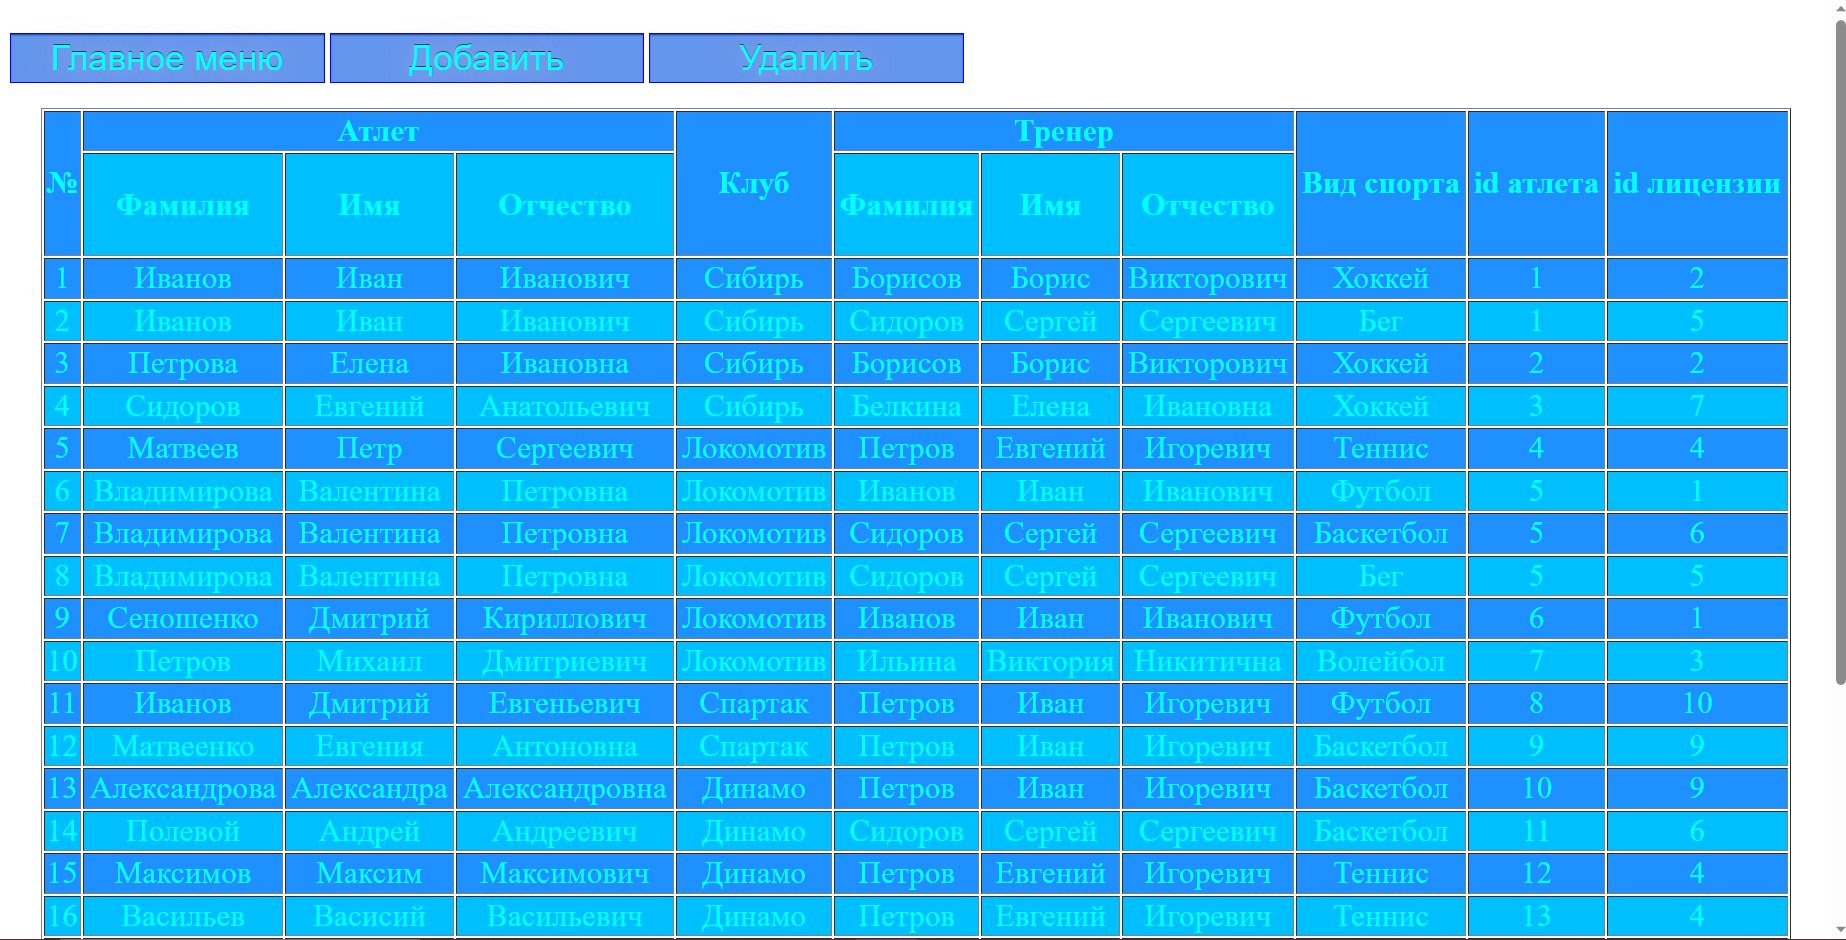 Главное меню Добавить Удалить
Атлет Тренер
№ Клуб Вид спорта id атлета id лицензии
Фамилия Имя Отчество Фамилия Имя Отчество
1 Иванов Иван Иванович Сибирь Борисов Борис Викторович Хоккей 1 2
2 Иванов Иван Иванович Сибирь Сидоров Сергей Сергеевич Бег 1 5
3 Петрова Елена Ивановна Сибирь Борисов Борис Викторович Хоккей 2 2
4 Сидоров Евгений Анатольевич Сибирь Белкина Елена Ивановна Хоккей 3 7
5 Матвеев Петр Сергеевич Локомотив Петров Евгений Игоревич Теннис 4 4
6 Владимирова Валентина Петровна Локомотив Иванов Иван Иванович Футбол 5 1
7 Владимирова Валентина Петровна Локомотив Сидоров Сергей Сергеевич Баскетбол 5 6
8 Владимирова Валентина Петровна Локомотив Сидоров Сергей Сергеевич Бег 5 5
9 Сеношенко Дмитрий Кириллович Локомотив Иванов Иван Иванович Футбол 6 1
10 Петров Михаил Дмитриевич Локомотив Ильина Виктория Никитична Волейбол 7 3
11 Иванов Дмитрий Евгеньевич Спартак Петров Иван Игоревич Футбол 8 10
12 Матвеенко Евгения Антоновна Спартак Петров Иван Игоревич Баскетбол 9 9
13 Александрова Александра Александровна Динамо Петров Иван Игоревич Баскетбол 10 9
14 Полевой Андрей Андреевич Динамо Сидоров Сергей Сергеевич Баскетбол 11 6
15 Максимов Максим Максимович Динамо Петров Евгений Игоревич Теннис 12 4
16 Васильев Васисий Васильевич Динамо Петров Евгений Игоревич Теннис 13 4